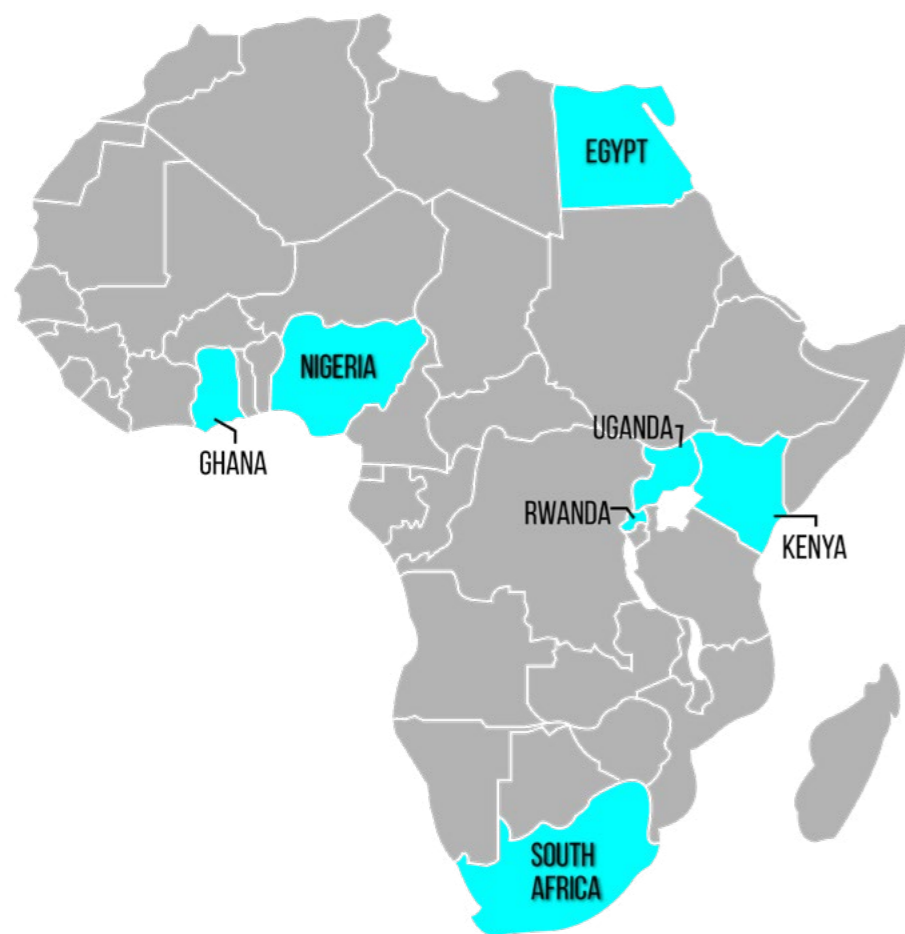 EGYPT
NIGERIA
GHANA
UGANDA
RWANDA
KENYA
SOUTH
AFRICA